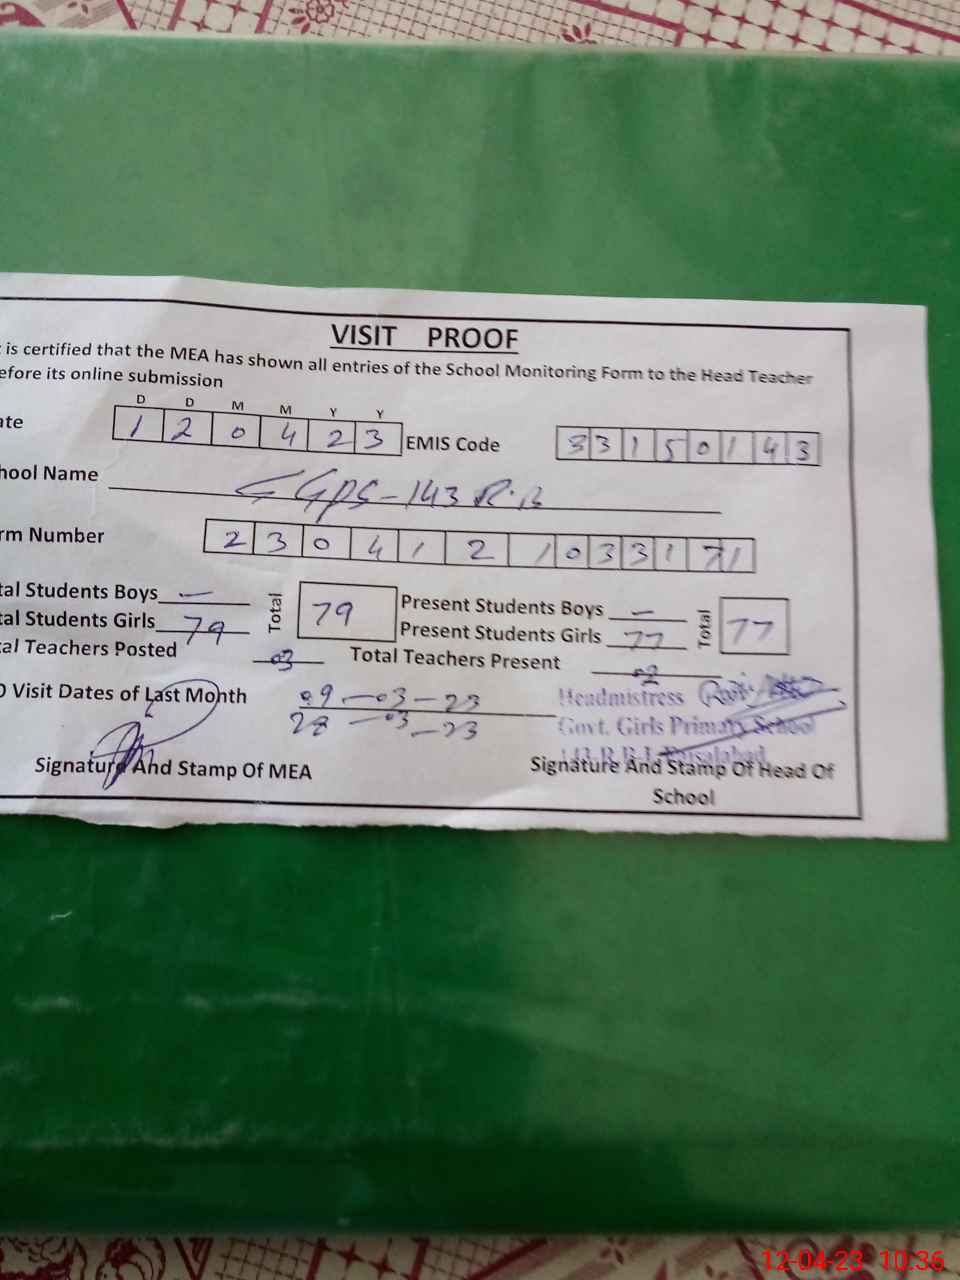 VISIT PROOF
is certified that the MEA has shown all entries of the School Monitoring Form to the Head Teacher
efore its online submission
D D M M Y Y
ate 1 2 0 4 2 3 EMIS Code 3 3 1 5 0 1 4 3
hool Name GGPS-143 R.B
rm Number 2 3 0 4 1 2 1 0 3 3 1 7 1
tal Students Boys — Total 79 Present Students Boys — Total 77
tal Students Girls 79 Present Students Girls 77
al Teachers Posted 03 Total Teachers Present 02
O Visit Dates of Last Month 09-03-23
28-03-23
Headmistress
Govt. Girls Primary School
Signature And Stamp Of MEA
Signature And Stamp Of Head Of
School
12-04-23 10:36